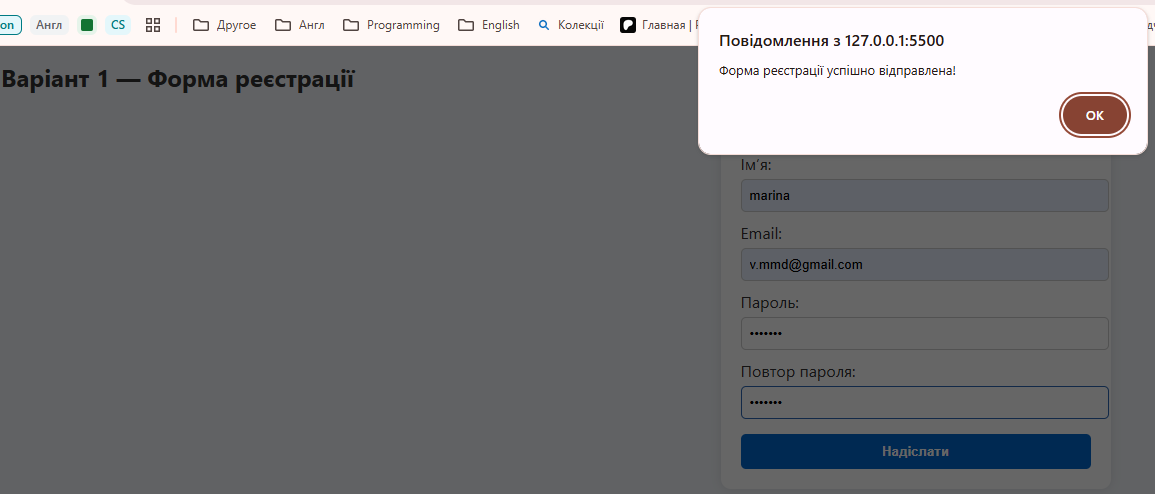 on Англ CS Другое Англ Programming English Колекції Главная |
Повідомлення з 127.0.0.1:5500
Форма реєстрації успішно відправлена!
OK
Варіант 1 — Форма реєстрації
Ім'я:
marina
Email:
v.mmd@gmail.com
Пароль:
•••••••
Повтор пароля:
•••••••
Надіслати